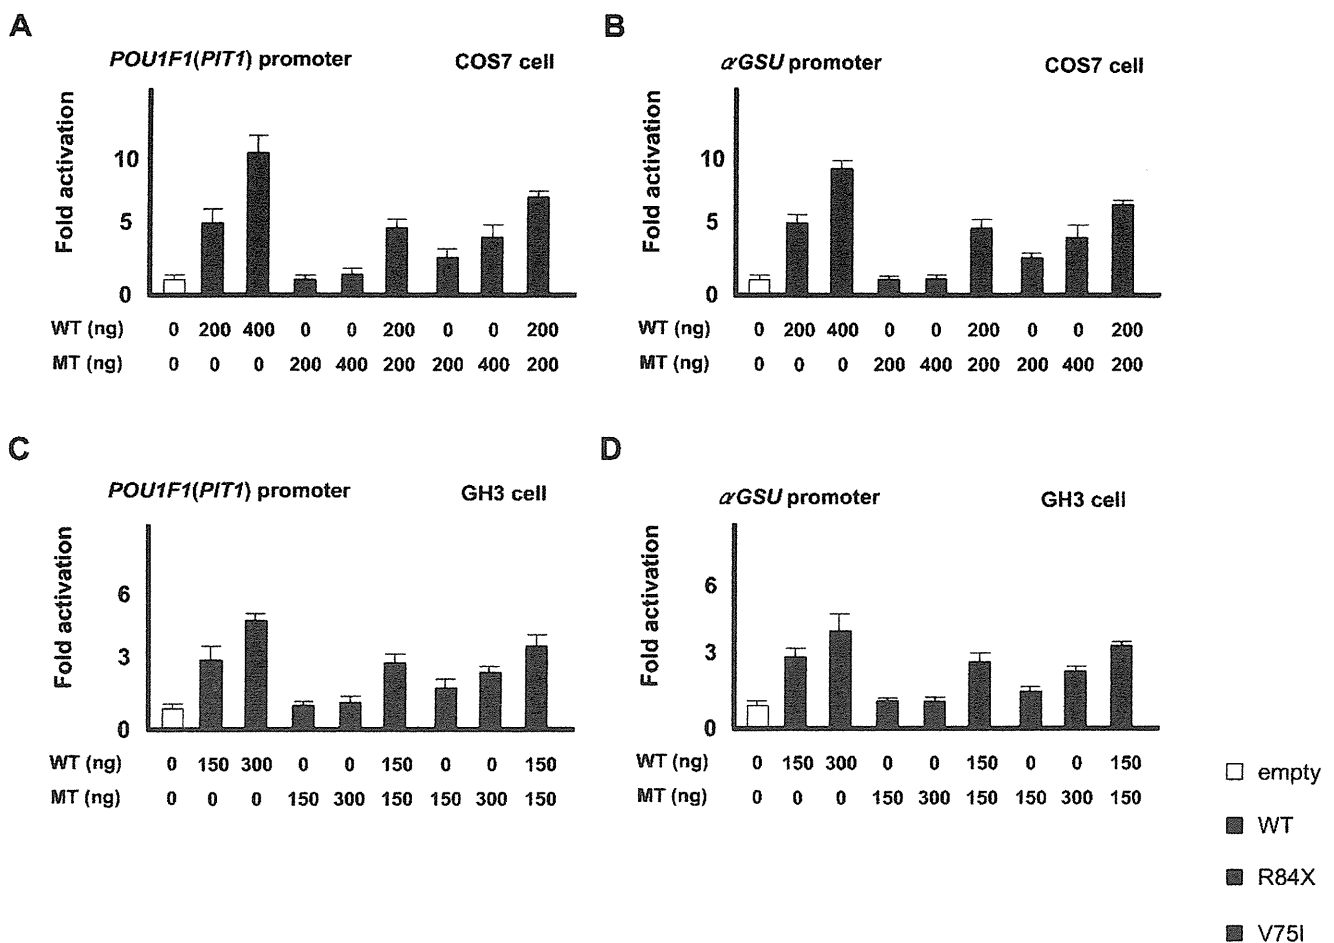 A
POU1F1(PIT1) promoter COS7 cell
Fold activation
10
5
0
WT (ng) 0 200 400 0 0 200 0 0 200
MT (ng) 0 0 0 200 400 200 200 400 200
B
αGSU promoter COS7 cell
Fold activation
10
5
0
WT (ng) 0 200 400 0 0 200 0 0 200
MT (ng) 0 0 0 200 400 200 200 400 200
C
POU1F1(PIT1) promoter GH3 cell
Fold activation
6
3
0
WT (ng) 0 150 300 0 0 150 0 0 150
MT (ng) 0 0 0 150 300 150 150 300 150
D
αGSU promoter GH3 cell
Fold activation
6
3
0
WT (ng) 0 150 300 0 0 150 0 0 150
MT (ng) 0 0 0 150 300 150 150 300 150
empty
WT
R84X
V75I